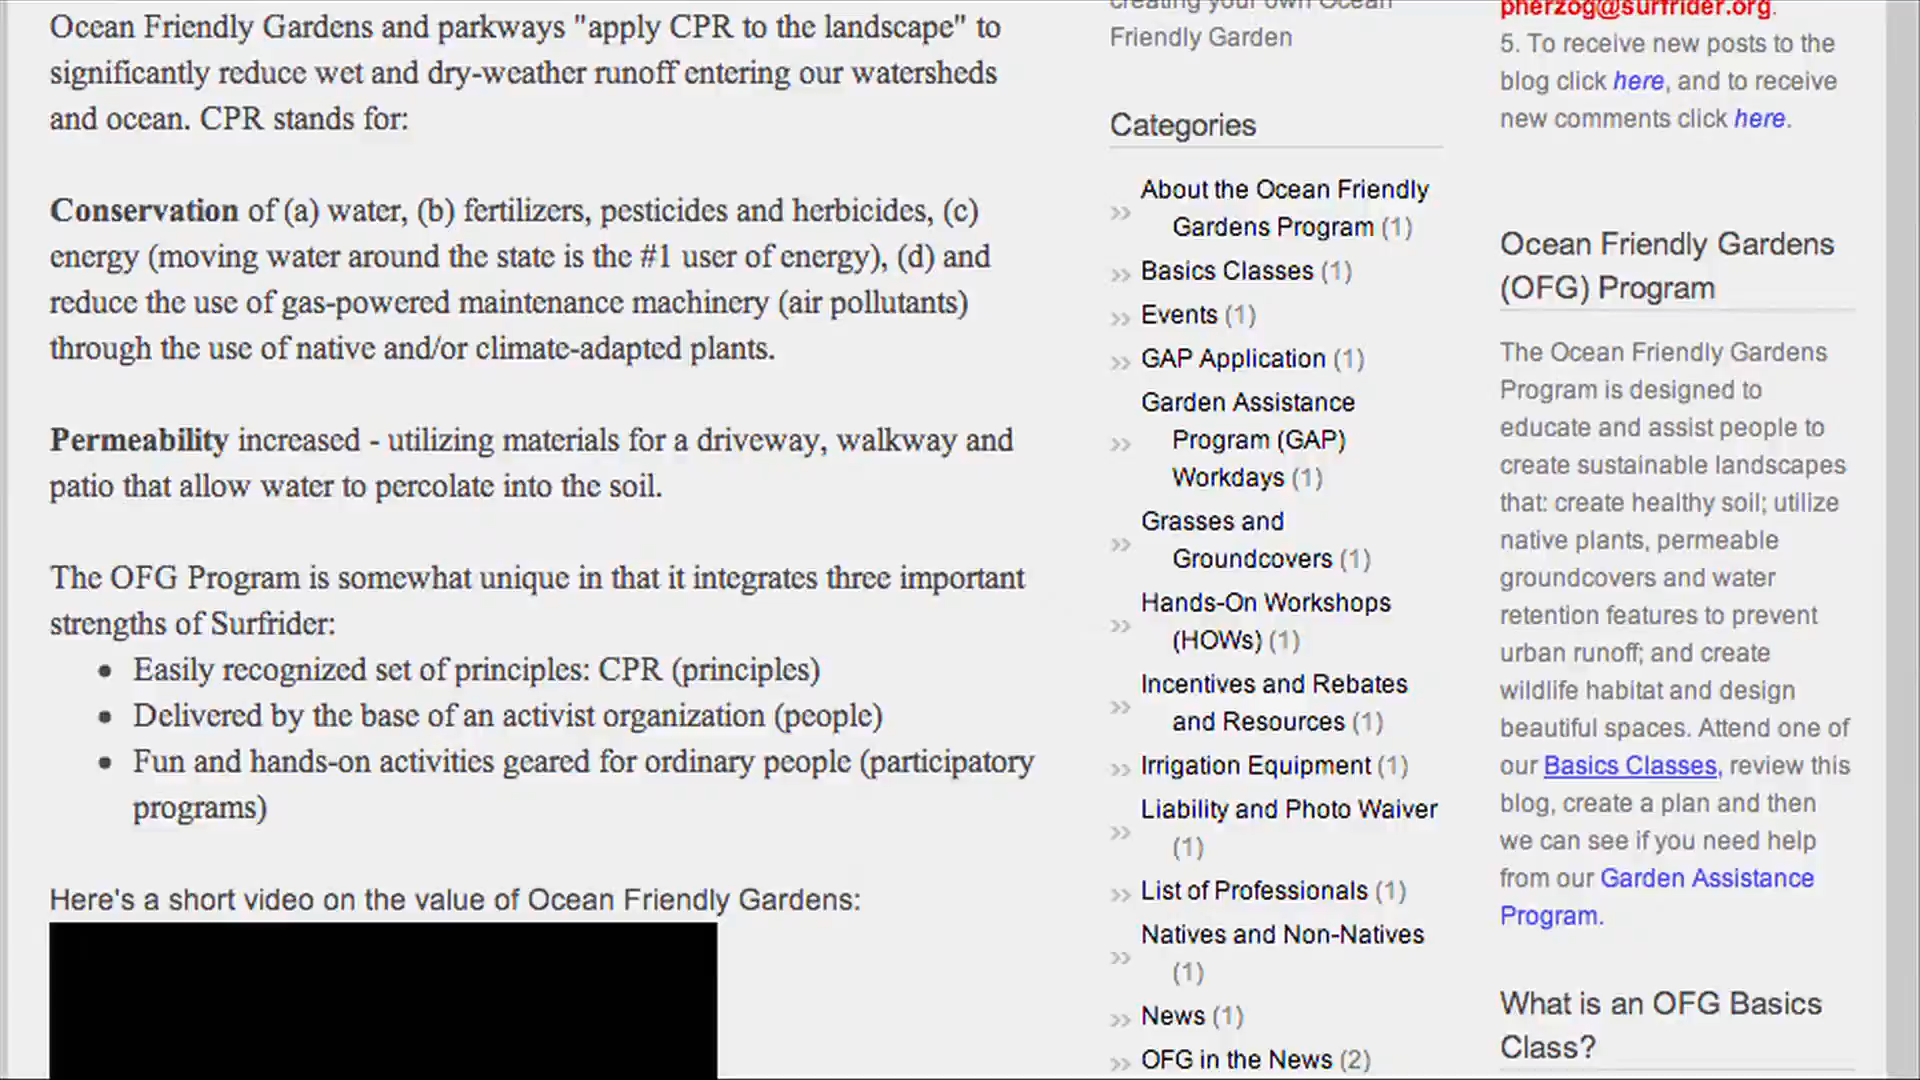 Ocean Friendly Gardens and parkways "apply CPR to the landscape" to
significantly reduce wet and dry-weather runoff entering our watersheds
and ocean. CPR stands for:
Conservation of (a) water, (b) fertilizers, pesticides and herbicides, (c)
energy (moving water around the state is the #1 user of energy), (d) and
reduce the use of gas-powered maintenance machinery (air pollutants)
through the use of native and/or climate-adapted plants.
Permeability increased - utilizing materials for a driveway, walkway and
patio that allow water to percolate into the soil.
The OFG Program is somewhat unique in that it integrates three important
strengths of Surfrider:
• Easily recognized set of principles: CPR (principles)
• Delivered by the base of an activist organization (people)
• Fun and hands-on activities geared for ordinary people (participatory
programs)
Here's a short video on the value of Ocean Friendly Gardens:
creating your own Ocean
Friendly Garden
Categories
» About the Ocean Friendly
Gardens Program (1)
» Basics Classes (1)
» Events (1)
» GAP Application (1)
» Garden Assistance
Program (GAP)
Workdays (1)
» Grasses and
Groundcovers (1)
» Hands-On Workshops
(HOWs) (1)
» Incentives and Rebates
and Resources (1)
» Irrigation Equipment (1)
» Liability and Photo Waiver
(1)
» List of Professionals (1)
» Natives and Non-Natives
(1)
» News (1)
» OFG in the News (2)
pherzog@surfrider.org.
5. To receive new posts to the
blog click here, and to receive
new comments click here.
Ocean Friendly Gardens
(OFG) Program
The Ocean Friendly Gardens
Program is designed to
educate and assist people to
create sustainable landscapes
that: create healthy soil; utilize
native plants, permeable
groundcovers and water
retention features to prevent
urban runoff; and create
wildlife habitat and design
beautiful spaces. Attend one of
our Basics Classes, review this
blog, create a plan and then
we can see if you need help
from our Garden Assistance
Program.
What is an OFG Basics
Class?